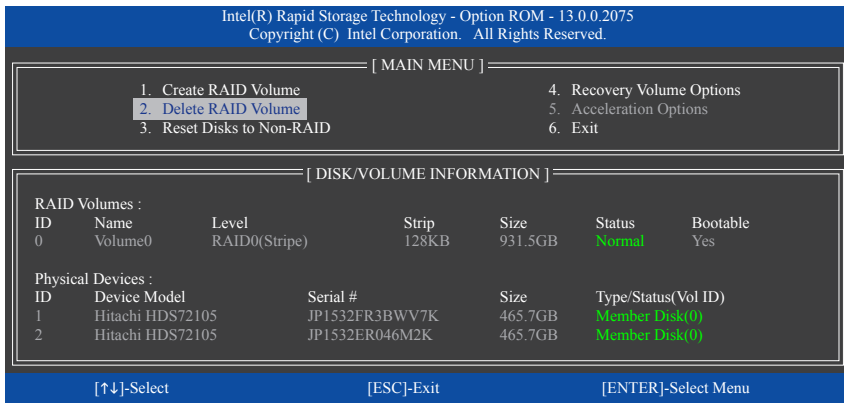 Intel(R) Rapid Storage Technology - Option ROM - 13.0.0.2075
Copyright (C) Intel Corporation. All Rights Reserved.
[ MAIN MENU ]
1. Create RAID Volume
2. Delete RAID Volume
3. Reset Disks to Non-RAID
4. Recovery Volume Options
5. Acceleration Options
6. Exit
[ DISK/VOLUME INFORMATION ]
RAID Volumes :
ID Name Level Strip Size Status Bootable
0 Volume0 RAID0(Stripe) 128KB 931.5GB Normal Yes
Physical Devices :
ID Device Model Serial # Size Type/Status(Vol ID)
1 Hitachi HDS72105 JP1532FR3BWV7K 465.7GB Member Disk(0)
2 Hitachi HDS72105 JP1532ER046M2K 465.7GB Member Disk(0)
[↑↓]-Select [ESC]-Exit [ENTER]-Select Menu